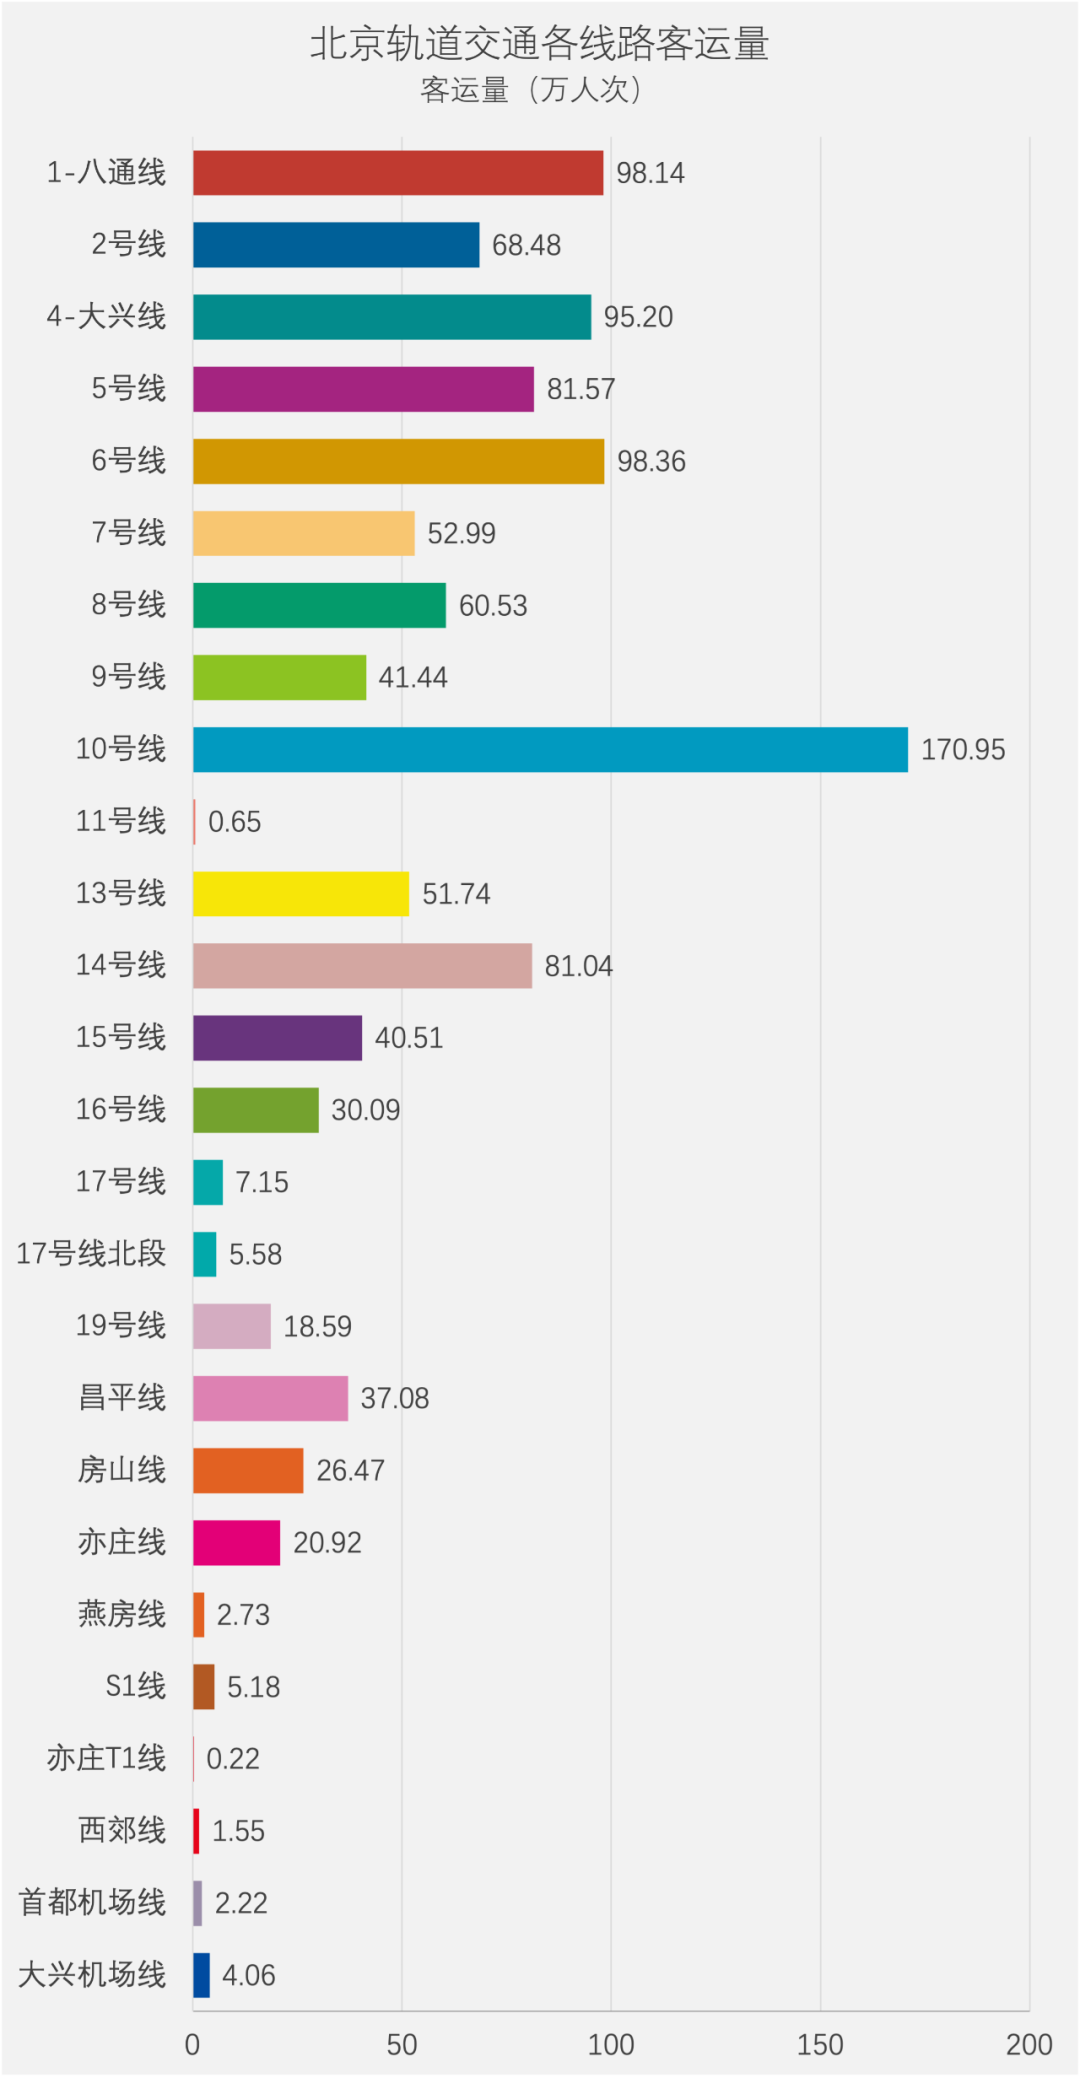 北京轨道交通各线路客运量
客运量（万人次）
1-八通线 98.14
2号线 68.48
4-大兴线 95.20
5号线 81.57
6号线 98.36
7号线 52.99
8号线 60.53
9号线 41.44
10号线 170.95
11号线 0.65
13号线 51.74
14号线 81.04
15号线 40.51
16号线 30.09
17号线 7.15
17号线北段 5.58
19号线 18.59
昌平线 37.08
房山线 26.47
亦庄线 20.92
燕房线 2.73
S1线 5.18
亦庄T1线 0.22
西郊线 1.55
首都机场线 2.22
大兴机场线 4.06
0 50 100 150 200